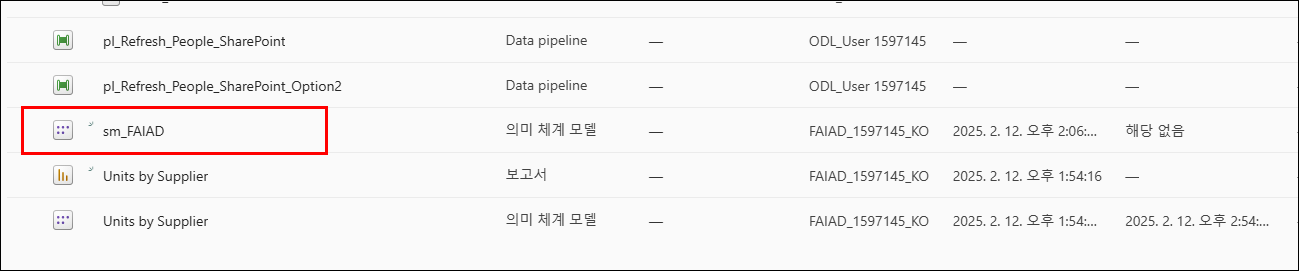 pl_Refresh_People_SharePoint Data pipeline — ODL_User 1597145 — —
pl_Refresh_People_SharePoint_Option2 Data pipeline — ODL_User 1597145 — —
sm_FAIAD 의미 체계 모델 — FAIAD_1597145_KO 2025. 2. 12. 오후 2:06:... 해당 없음
Units by Supplier 보고서 — FAIAD_1597145_KO 2025. 2. 12. 오후 1:54:16 —
Units by Supplier 의미 체계 모델 — FAIAD_1597145_KO 2025. 2. 12. 오후 1:54:... 2025. 2. 12. 오후 2:54:...